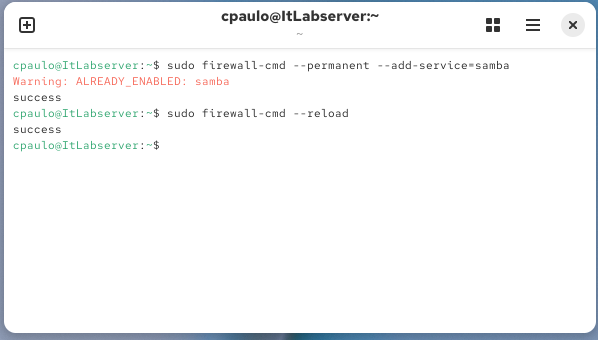 cpaulo@ItLabserver:~
~
cpaulo@ItLabserver:~$ sudo firewall-cmd --permanent --add-service=samba
Warning: ALREADY_ENABLED: samba
success
cpaulo@ItLabserver:~$ sudo firewall-cmd --reload
success
cpaulo@ItLabserver:~$